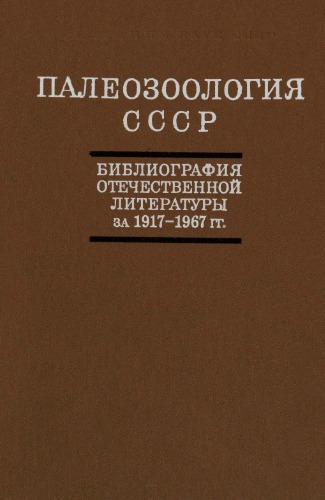 ПАЛЕОЗООЛОГИЯ
СССР
БИБЛИОГРАФИЯ
ОТЕЧЕСТВЕННОЙ
ЛИТЕРАТУРЫ
ЗА 1917–1967 ГГ.